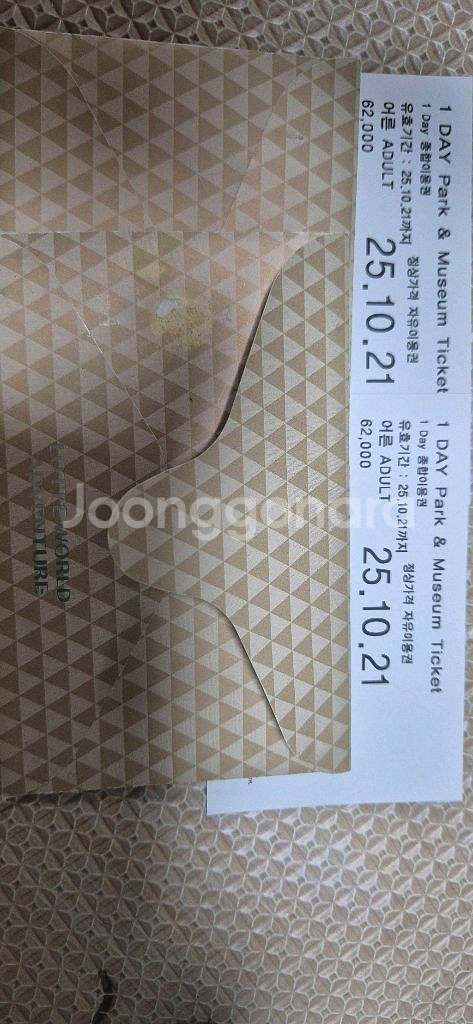 1 DAY Park & Museum Ticket
1 Day 종합이용권
유효기간 : 25.10.21까지 정상가격 자유이용권
어른 ADULT
62,000
25.10.21
1 DAY Park & Museum Ticket
1 Day 종합이용권
유효기간 : 25.10.21까지 정상가격 자유이용권
어른 ADULT
62,000
25.10.21
LOTTE WORLD
ADVENTURE
Joonggonara